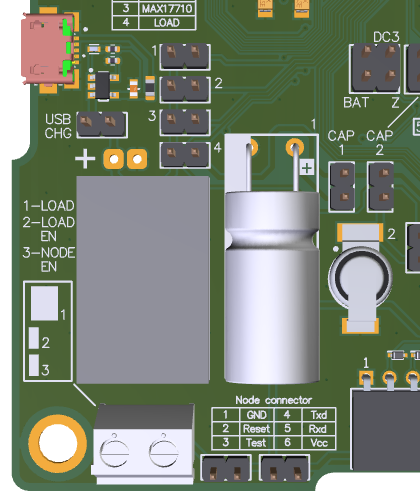 3 MAX17710
4 LOAD
1
2
3
4
USB
CHG
+
DC3
BAT Z
1
+
CAP CAP
1 2
2
1-LOAD
2-LOAD
EN
3-NODE
EN
1
2
3
1
Node connector
1 GND 4 Txd
2 Reset 5 Rxd
3 Test 6 Vcc